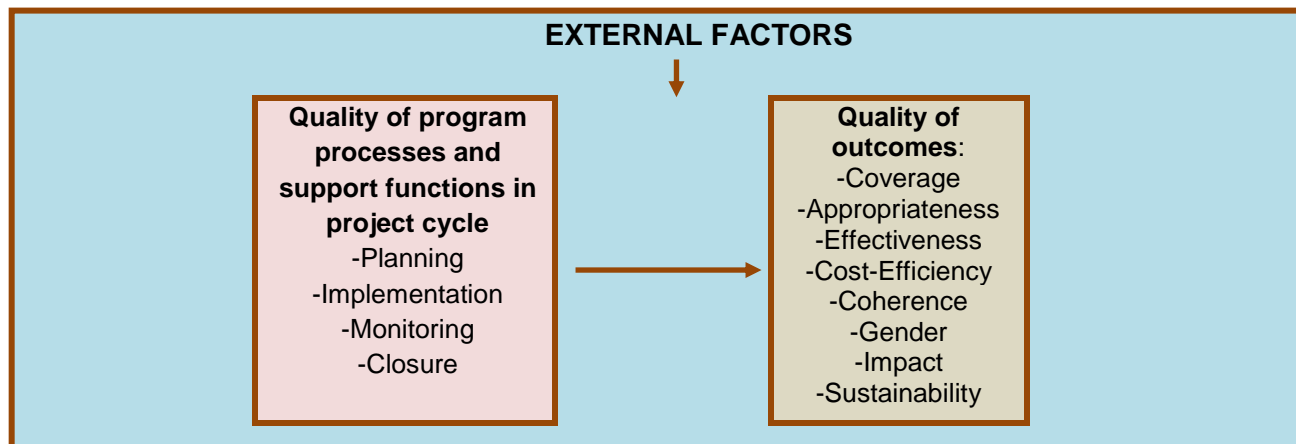 EXTERNAL FACTORS
Quality of program
processes and
support functions in
project cycle
-Planning
-Implementation
-Monitoring
-Closure
Quality of
outcomes:
-Coverage
-Appropriateness
-Effectiveness
-Cost-Efficiency
-Coherence
-Gender
-Impact
-Sustainability